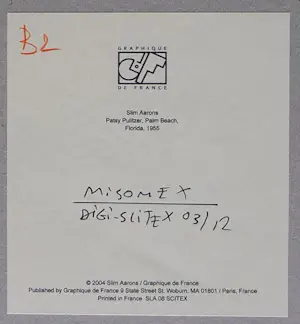 B2
GRAPHIQUE
DE FRANCE
Slim Aarons
Patsy Pulitzer, Palm Beach,
Florida, 1955
MISOMEX
DIGI-SCITEX 03/12
© 2004 Slim Aarons / Graphique de France
Published by Graphique de France 9 State Street St, Woburn, MA 01801 / Paris, France
Printed in France SLA 08 SCITEX